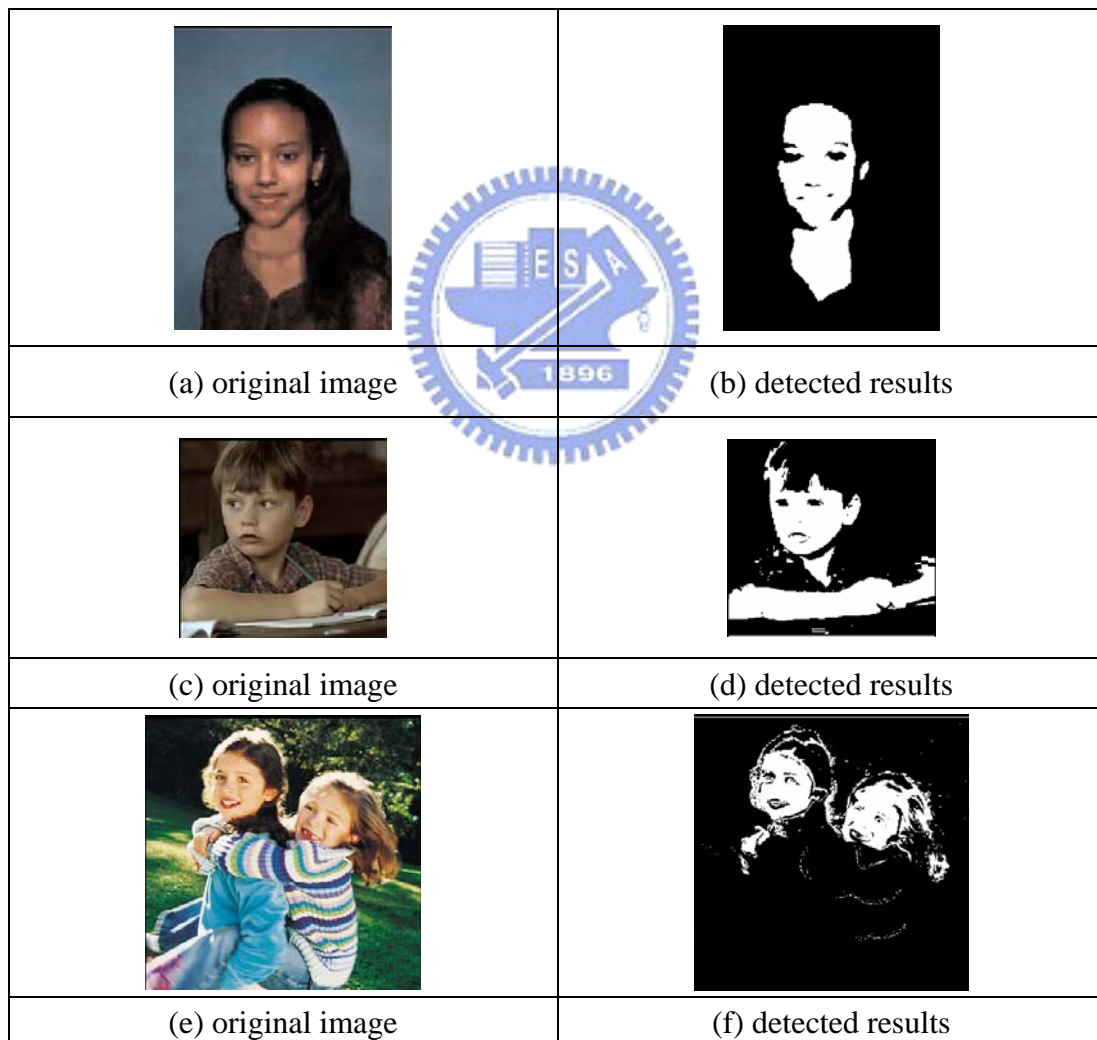 E S A
1896
(a) original image (b) detected results
(c) original image (d) detected results
(e) original image (f) detected results